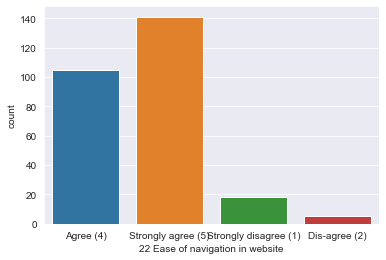 140
120
100
80
60
40
20
0
count
Agree (4) Strongly agree (5) Strongly disagree (1) Dis-agree (2)
22 Ease of navigation in website